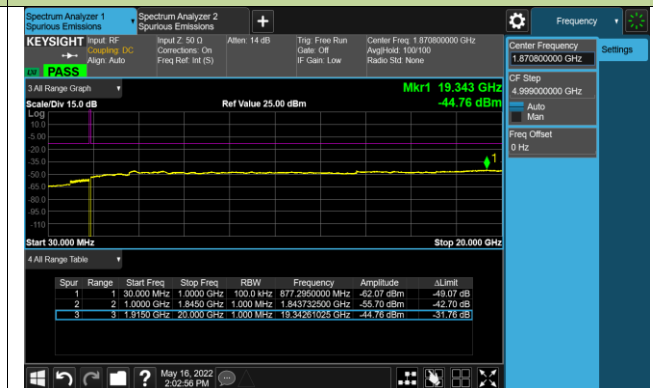 Spectrum Analyzer 1
Spurious Emissions
Spectrum Analyzer 2
Spurious Emissions
+
Frequency
KEYSIGHT Input: RF
Coupling: DC
Align: Auto
Input Z: 50 Ω
Corrections: On
Freq Ref: Int (S)
Atten: 14 dB
Trig: Free Run
Gate: Off
IF Gain: Low
Center Freq: 1.870800000 GHz
Avg|Hold: 100/100
Radio Std: None
PASS
Center Frequency
1.870800000 GHz
Settings
CF Step
4.999000000 GHz
Auto
Man
Freq Offset
0 Hz
3 All Range Graph
Mkr1 19.343 GHz
-44.76 dBm
Scale/Div 15.0 dB
Ref Value 25.00 dBm
Log
10.0
-5.00
-20.0
-35.0
-50.0
-65.0
-80.0
-95.0
-110
1
Start 30.000 MHz
Stop 20.000 GHz
4 All Range Table
Spur Range Start Freq Stop Freq RBW Frequency Amplitude ΔLimit
1 1 30.000 MHz 1.0000 GHz 100.0 kHz 877.2950000 MHz -62.07 dBm -49.07 dB
2 2 1.0000 GHz 1.8450 GHz 1.000 MHz 1.843732500 GHz -55.70 dBm -42.70 dB
3 3 1.9150 GHz 20.000 GHz 1.000 MHz 19.34261025 GHz -44.76 dBm -31.76 dB
?
May 16, 2022
2:02:56 PM